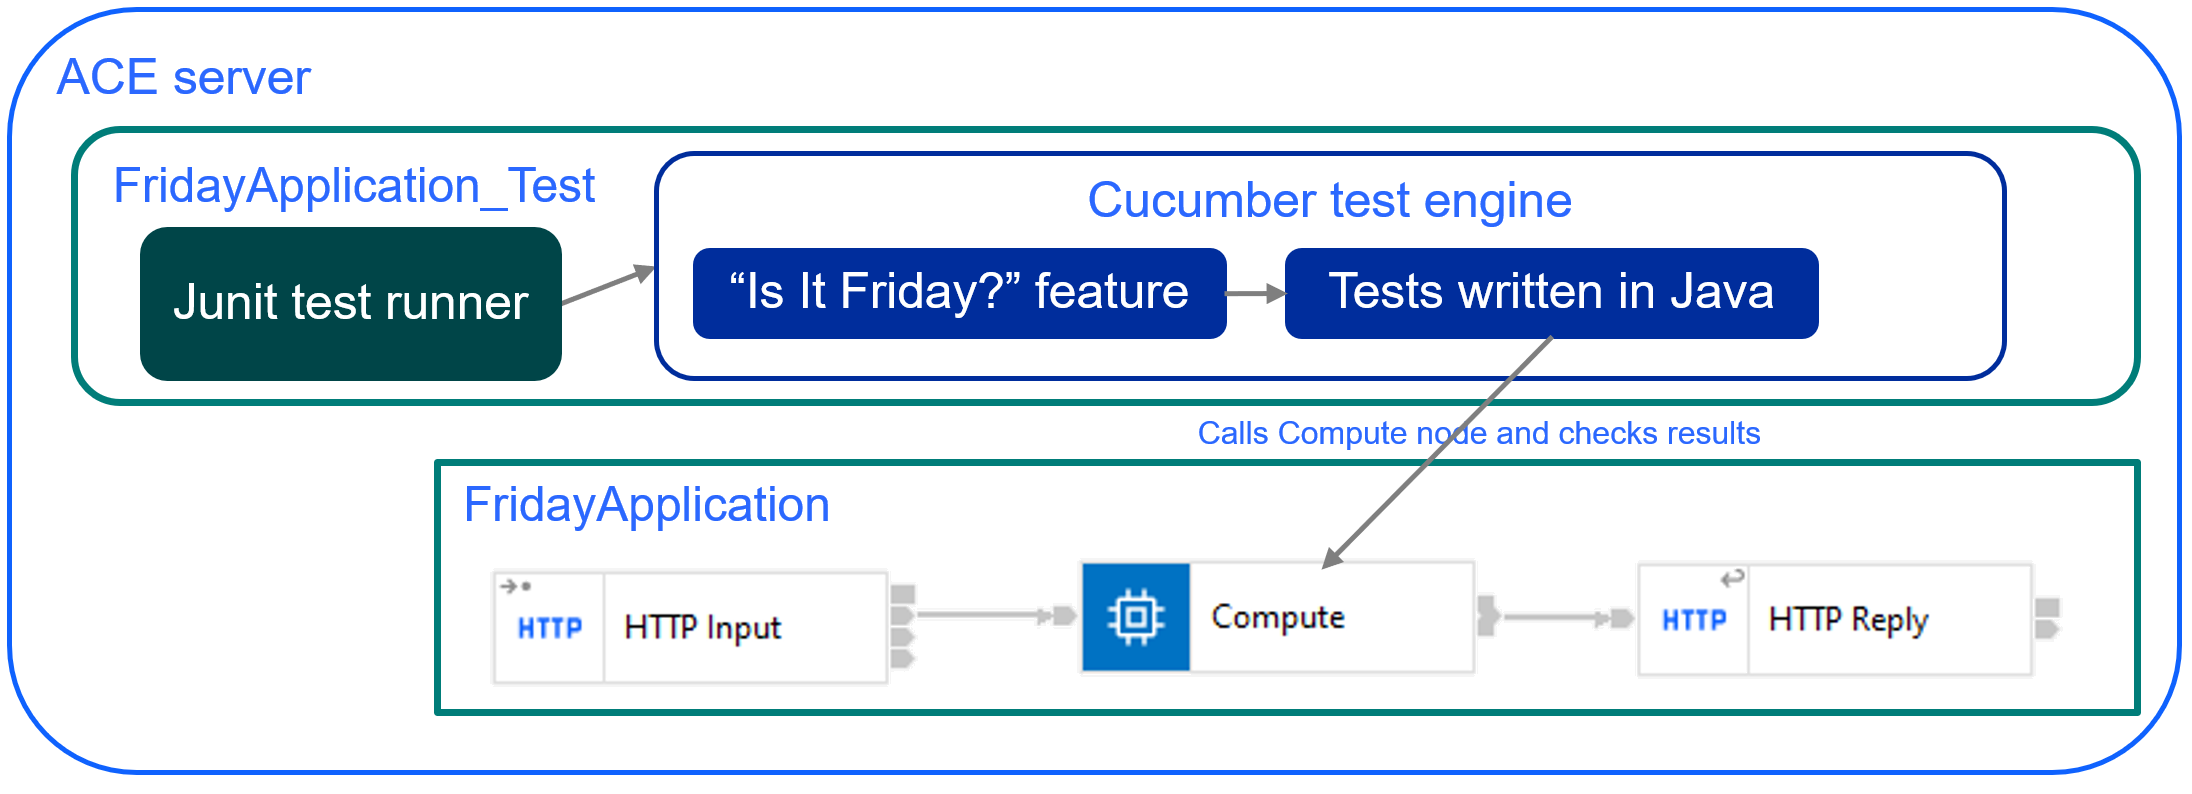 ACE server
FridayApplication_Test
Cucumber test engine
Junit test runner
“Is It Friday?” feature
Tests written in Java
Calls Compute node and checks results
FridayApplication
HTTP
HTTP Input
Compute
HTTP
HTTP Reply